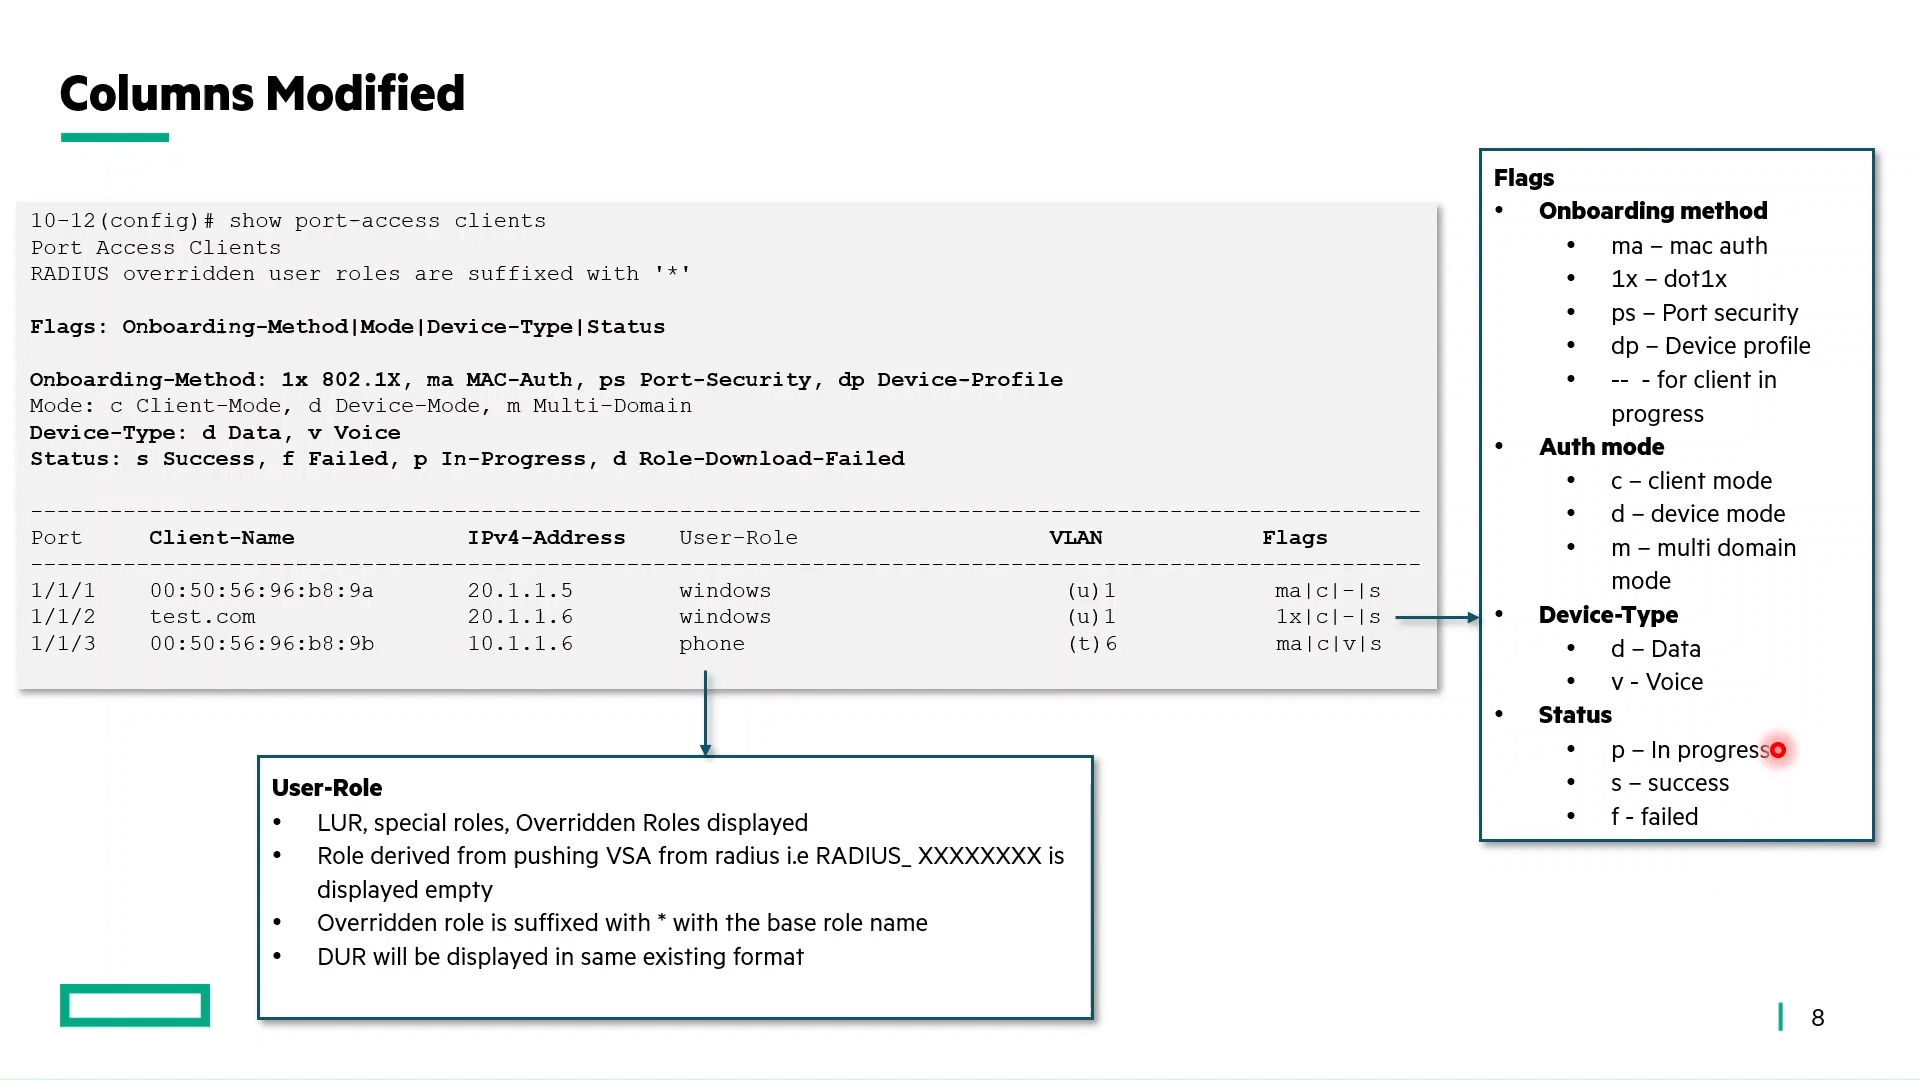 Columns Modified
10-12(config)# show port-access clients
Port Access Clients
RADIUS overridden user roles are suffixed with '*'
Flags: Onboarding-Method|Mode|Device-Type|Status
Onboarding-Method: 1x 802.1X, ma MAC-Auth, ps Port-Security, dp Device-Profile
Mode: c Client-Mode, d Device-Mode, m Multi-Domain
Device-Type: d Data, v Voice
Status: s Success, f Failed, p In-Progress, d Role-Download-Failed
Port Client-Name IPv4-Address User-Role VLAN Flags
1/1/1 00:50:56:96:b8:9a 20.1.1.5 windows (u)1 ma|c|-|s
1/1/2 test.com 20.1.1.6 windows (u)1 1x|c|-|s
1/1/3 00:50:56:96:b8:9b 10.1.1.6 phone (t)6 ma|c|v|s
Flags
• Onboarding method
• ma – mac auth
• 1x – dot1x
• ps – Port security
• dp – Device profile
• -- - for client in
progress
• Auth mode
• c – client mode
• d – device mode
• m – multi domain
mode
• Device-Type
• d – Data
• v - Voice
• Status
• p – In progress
• s – success
• f - failed
User-Role
• LUR, special roles, Overridden Roles displayed
• Role derived from pushing VSA from radius i.e RADIUS_ XXXXXXXX is
displayed empty
• Overridden role is suffixed with * with the base role name
• DUR will be displayed in same existing format
8